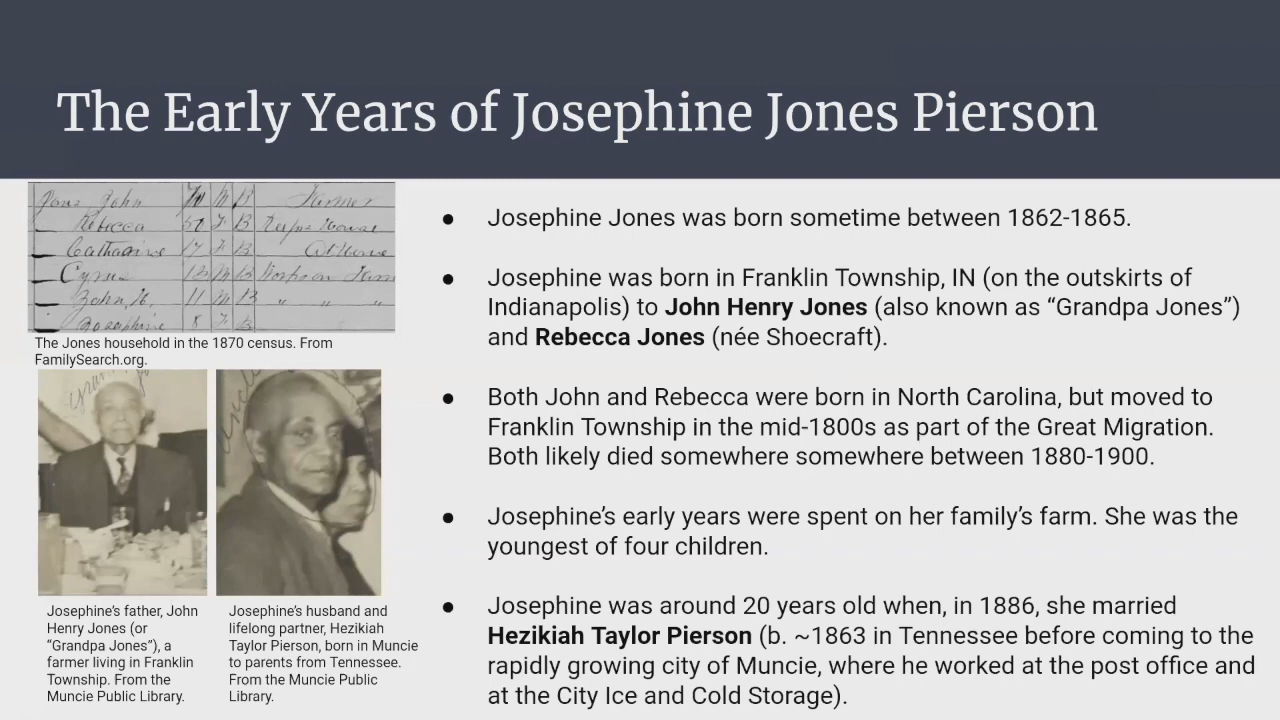 The Early Years of Josephine Jones Pierson
John
Rebecca 50 F B Keeps House
Catharine 17 F B At Home
Cyrus
John, H. 11 M B " " "
Josephine 8 F B
The Jones household in the 1870 census. From
FamilySearch.org.
Josephine’s father, John
Henry Jones (or
“Grandpa Jones”), a
farmer living in Franklin
Township. From the
Muncie Public Library.
Josephine’s husband and
lifelong partner, Hezikiah
Taylor Pierson, born in Muncie
to parents from Tennessee.
From the Muncie Public
Library.
● Josephine Jones was born sometime between 1862-1865.
● Josephine was born in Franklin Township, IN (on the outskirts of
Indianapolis) to John Henry Jones (also known as “Grandpa Jones”)
and Rebecca Jones (née Shoecraft).
● Both John and Rebecca were born in North Carolina, but moved to
Franklin Township in the mid-1800s as part of the Great Migration.
Both likely died somewhere somewhere between 1880-1900.
● Josephine’s early years were spent on her family’s farm. She was the
youngest of four children.
● Josephine was around 20 years old when, in 1886, she married
Hezikiah Taylor Pierson (b. ~1863 in Tennessee before coming to the
rapidly growing city of Muncie, where he worked at the post office and
at the City Ice and Cold Storage).